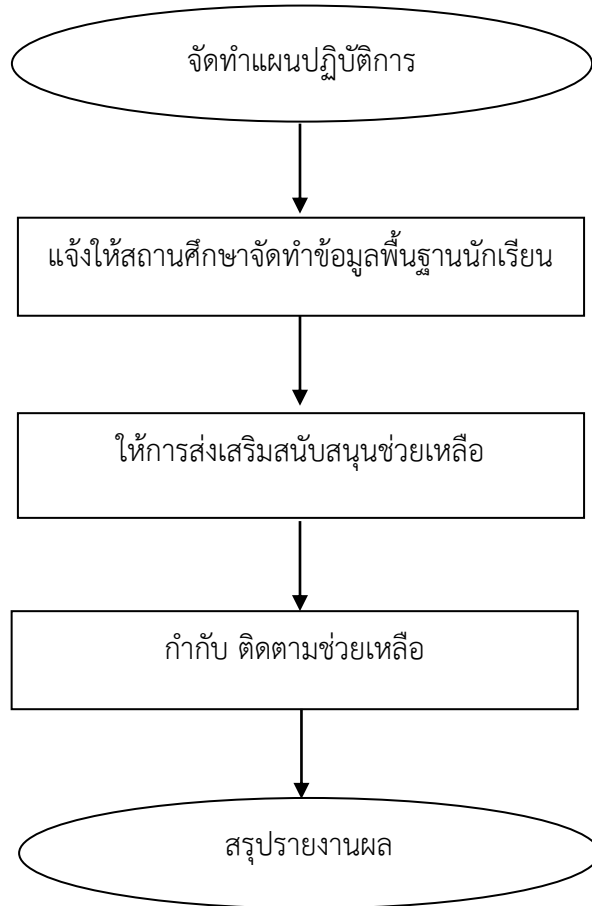 จัดทำแผนปฏิบัติการ
แจ้งให้สถานศึกษาจัดทำข้อมูลพื้นฐานนักเรียน
ให้การส่งเสริมสนับสนุนช่วยเหลือ
กำกับ ติดตามช่วยเหลือ
สรุปรายงานผล